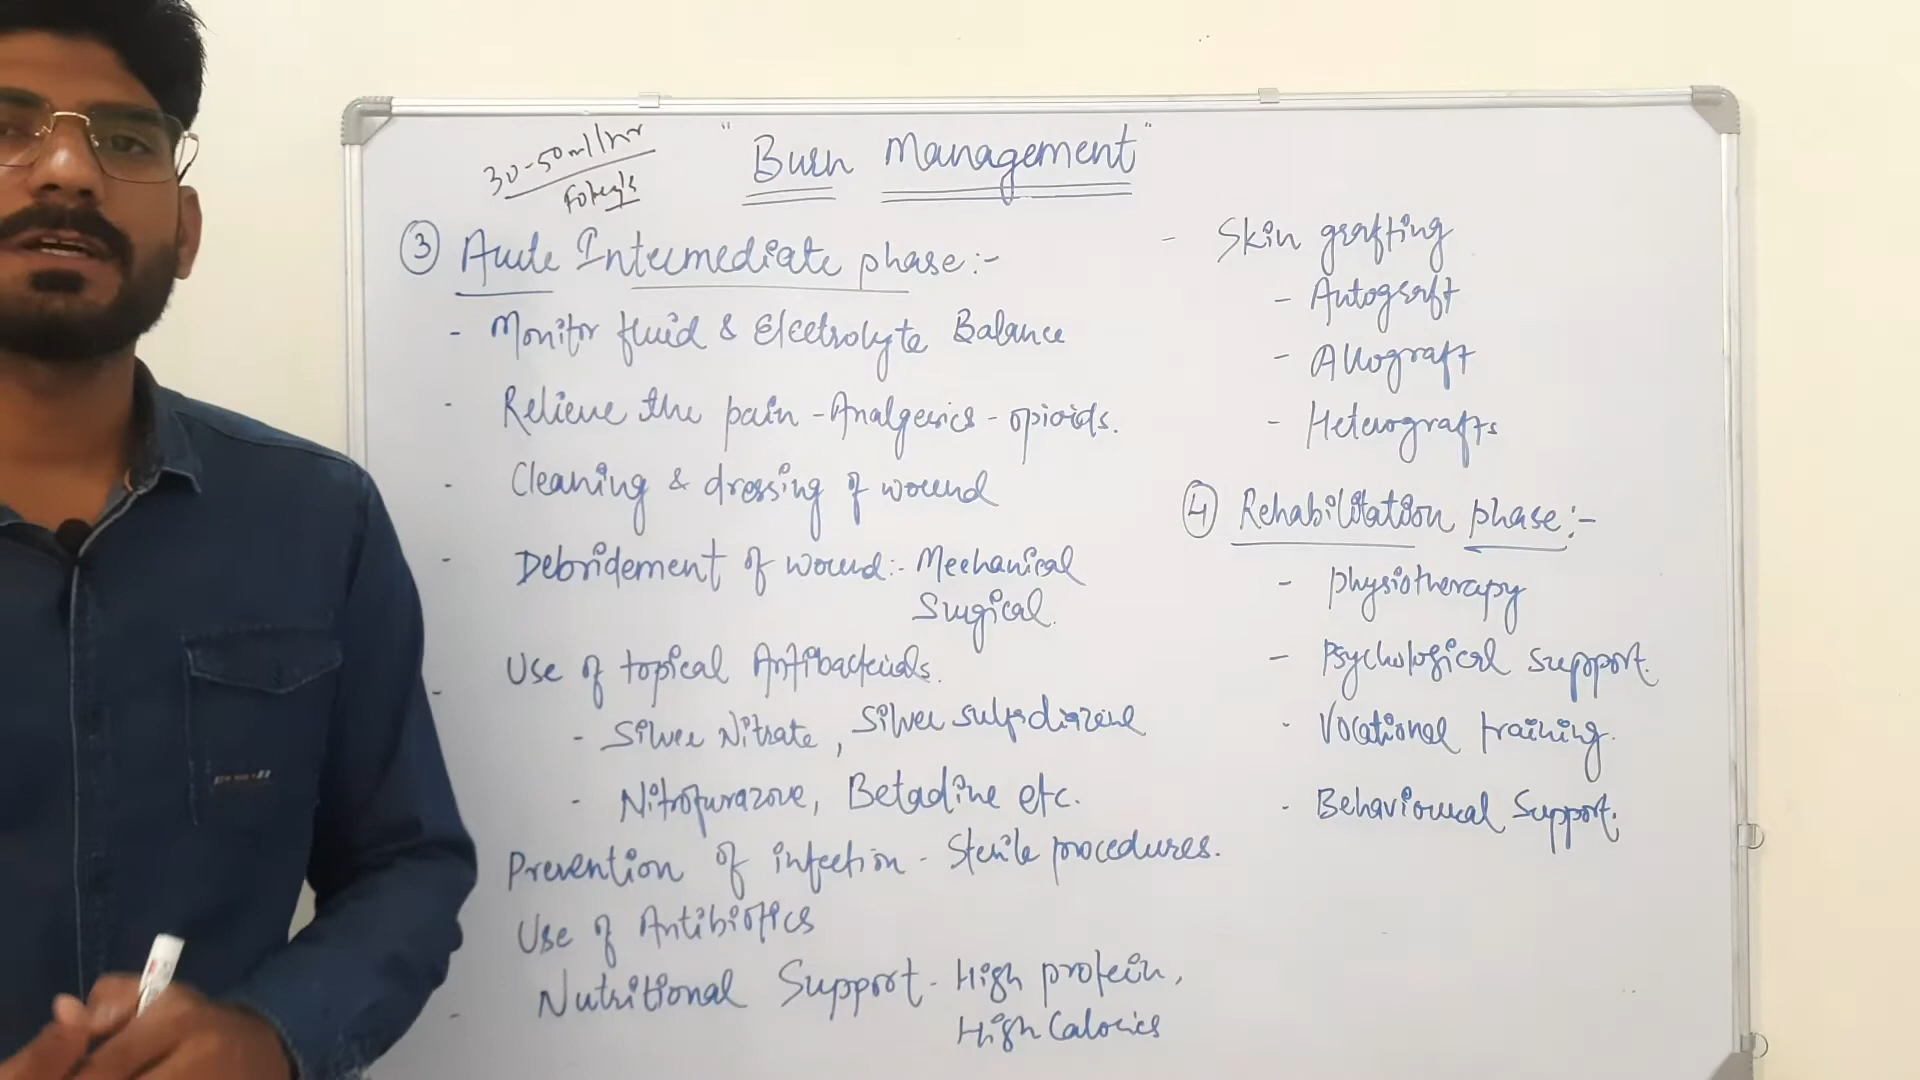 30-50ml/hr
Foley's
"Burn Management"
③ Acute Intermediate phase:-
- Monitor fluid & Electrolyte Balance
- Relieve the pain - Analgesics - opioids.
- Cleaning & dressing of wound
- Debridement of wound:- Mechanical
Surgical.
- Use of topical Antibacterials.
- Silver Nitrate, Silver sulfadiazene
- Nitrofurazone, Betadine etc.
Prevention of infection - Sterile procedures.
- Use of Antibiotics
- Nutritional Support - High protein,
High Calories
- Skin grafting
- Autograft
- Allograft
- Heterografts
④ Rehabilitation phase:-
- physiotherapy
- Psychological support.
- Vocational training.
- Behavioural Support.